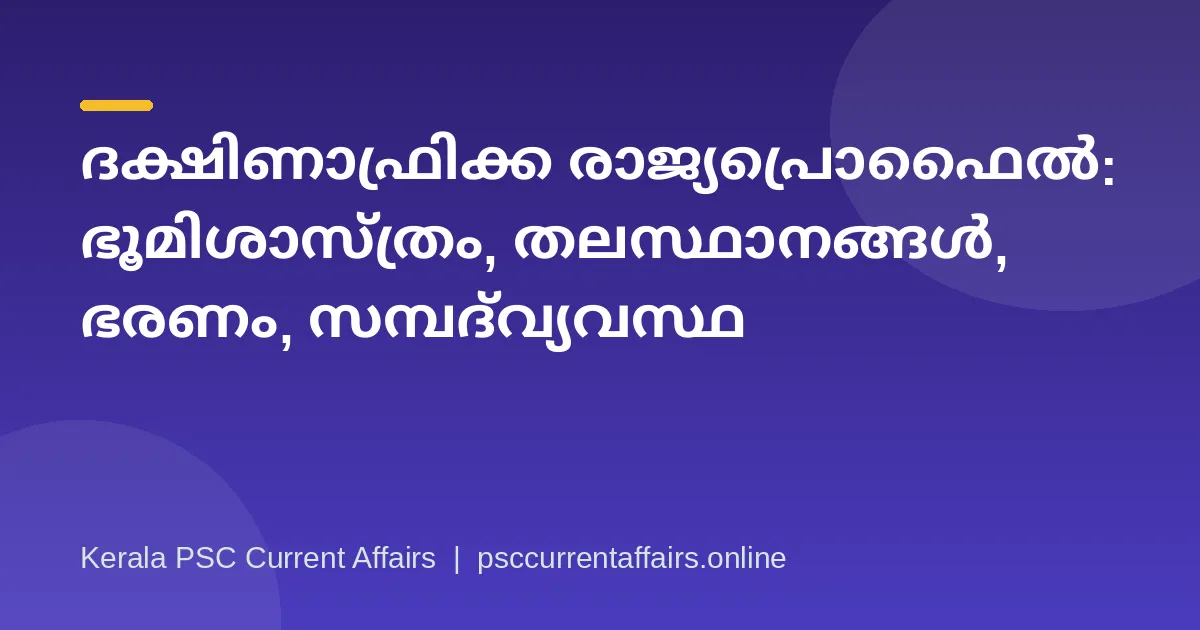 ദക്ഷിണാഫ്രിക്ക രാജ്യപ്രൊഫൈൽ:
ഭൂമിശാസ്ത്രം, തലസ്ഥാനങ്ങൾ,
ഭരണം, സമ്പദ്‌വ്യവസ്ഥ
Kerala PSC Current Affairs | psccurrentaffairs.online